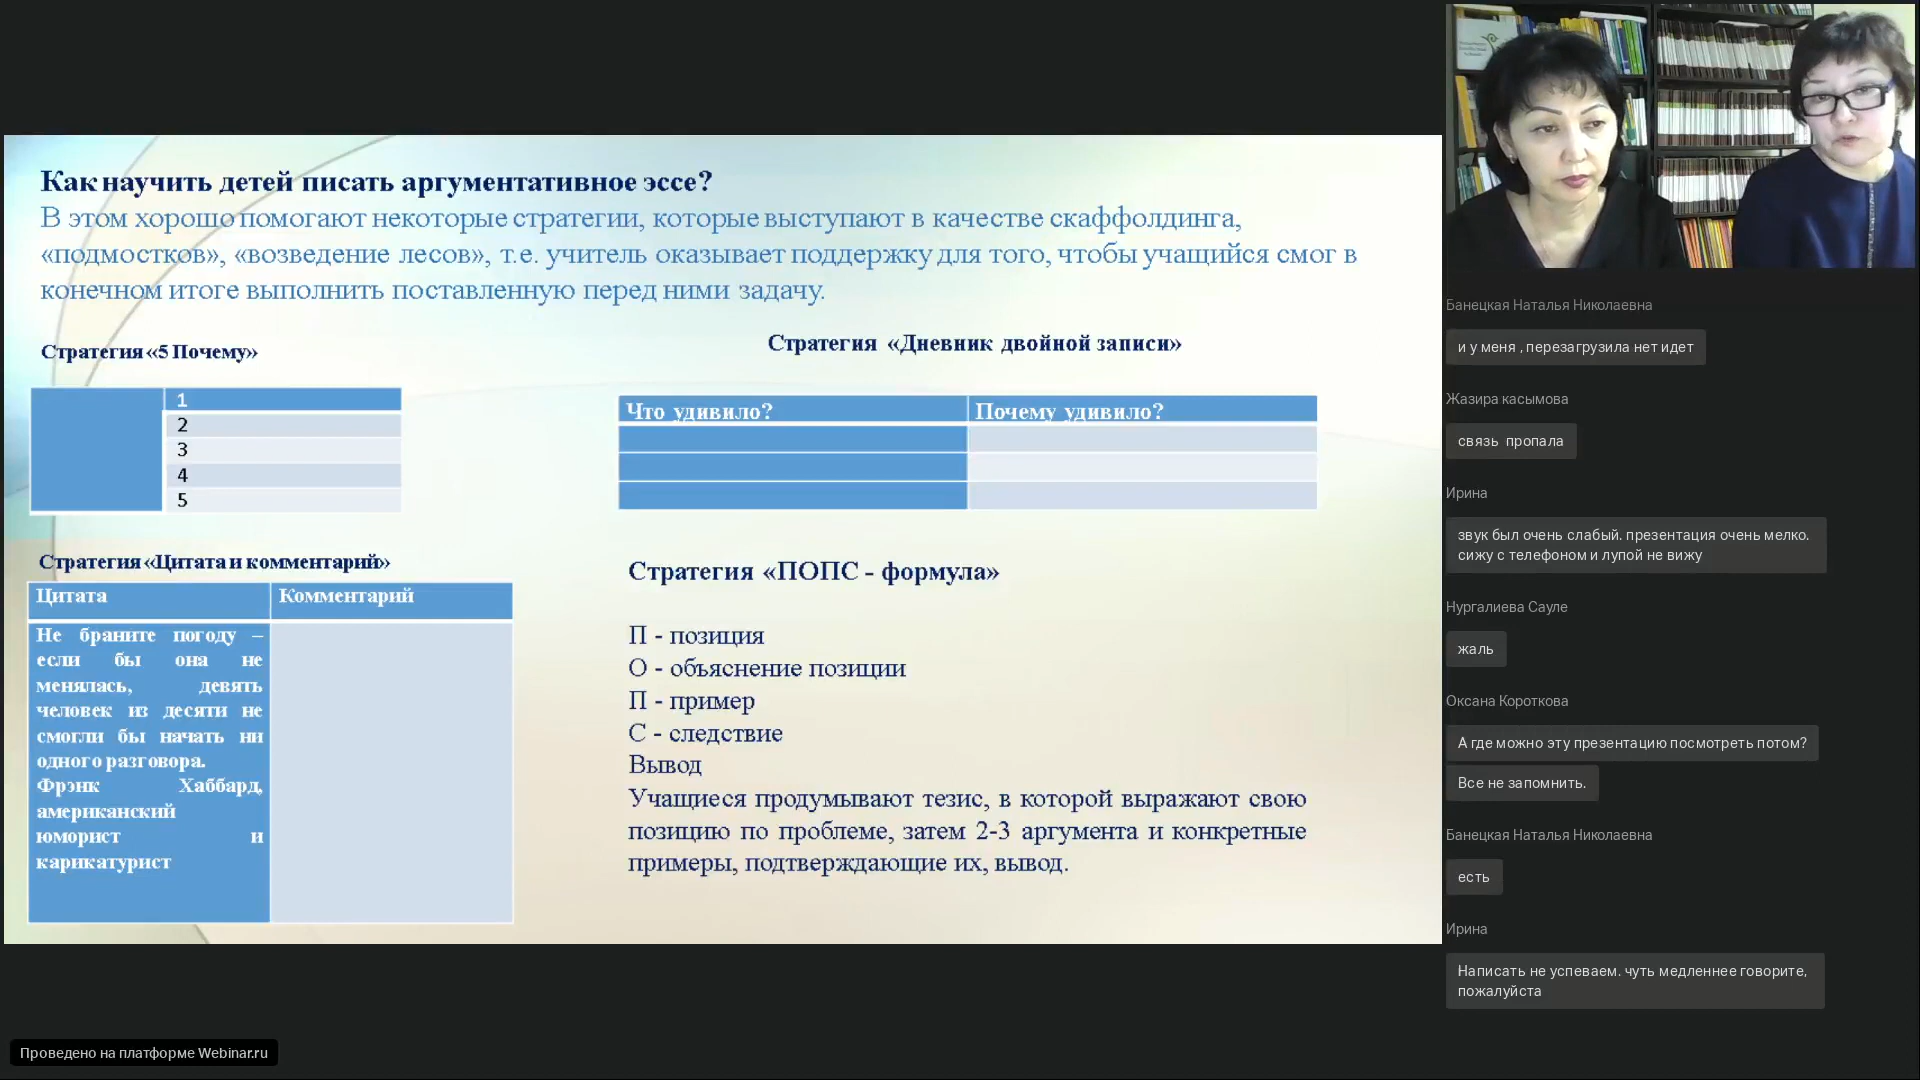 Как научить детей писать аргументативное эссе?
В этом хорошо помогают некоторые стратегии, которые выступают в качестве скаффолдинга,
«подмостков», «возведение лесов», т.е. учитель оказывает поддержку для того, чтобы учащийся смог в
конечном итоге выполнить поставленную перед ними задачу.
Стратегия «5 Почему»
1
2
3
4
5
Стратегия «Дневник двойной записи»
Что удивило? Почему удивило?
Стратегия «Цитата и комментарий»
Цитата Комментарий
Не браните погоду –
если бы она не
менялась, девять
человек из десяти не
смогли бы начать ни
одного разговора.
Фрэнк Хаббард,
американский
юморист и
карикатурист
Стратегия «ПОПС - формула»
П - позиция
О - объяснение позиции
П - пример
С - следствие
Вывод
Учащиеся продумывают тезис, в которой выражают свою
позицию по проблеме, затем 2-3 аргумента и конкретные
примеры, подтверждающие их, вывод.
Банецкая Наталья Николаевна
и у меня , перезагрузила нет идет
Жазира касымова
связь пропала
Ирина
звук был очень слабый. презентация очень мелко.
сижу с телефоном и лупой не вижу
Нургалиева Сауле
жаль
Оксана Короткова
А где можно эту презентацию посмотреть потом?
Все не запомнить.
Банецкая Наталья Николаевна
есть
Ирина
Написать не успеваем. чуть медленнее говорите,
пожалуйста
Проведено на платформе Webinar.ru